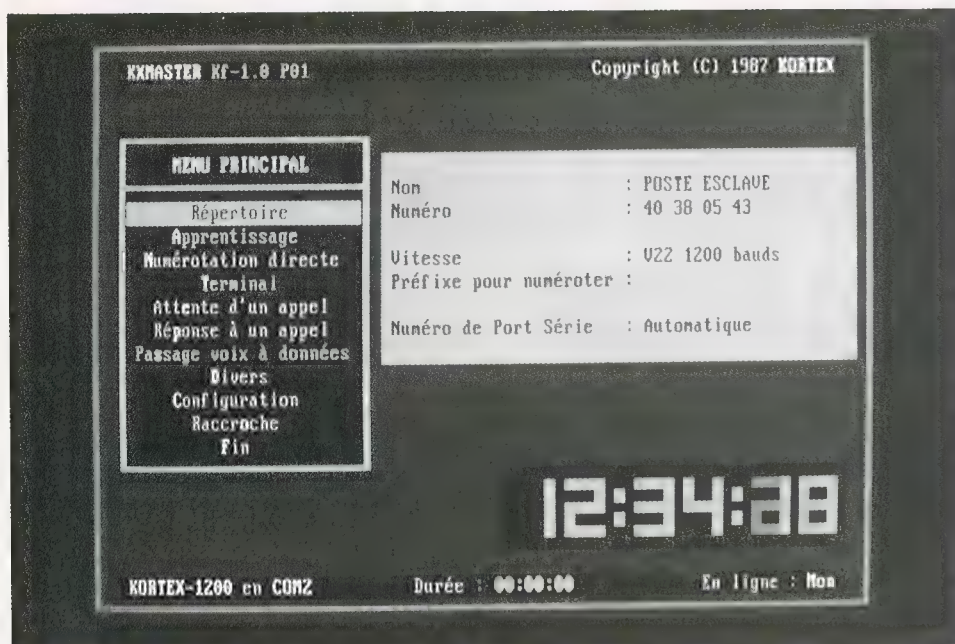 KXMASTER Kf-1.0 P01
Copyright (C) 1987 KORTEX
MENU PRINCIPAL
Répertoire
Apprentissage
Numérotation directe
Terminal
Attente d'un appel
Réponse à un appel
Passage voix à données
Divers
Configuration
Raccroche
Fin
Nom : POSTE ESCLAVE
Numéro : 40 38 05 43
Vitesse : V22 1200 bauds
Préfixe pour numéroter :
Numéro de Port Série : Automatique
12:34:38
KORTEX-1200 en COM2
Durée : 00:00:00
En ligne : Non